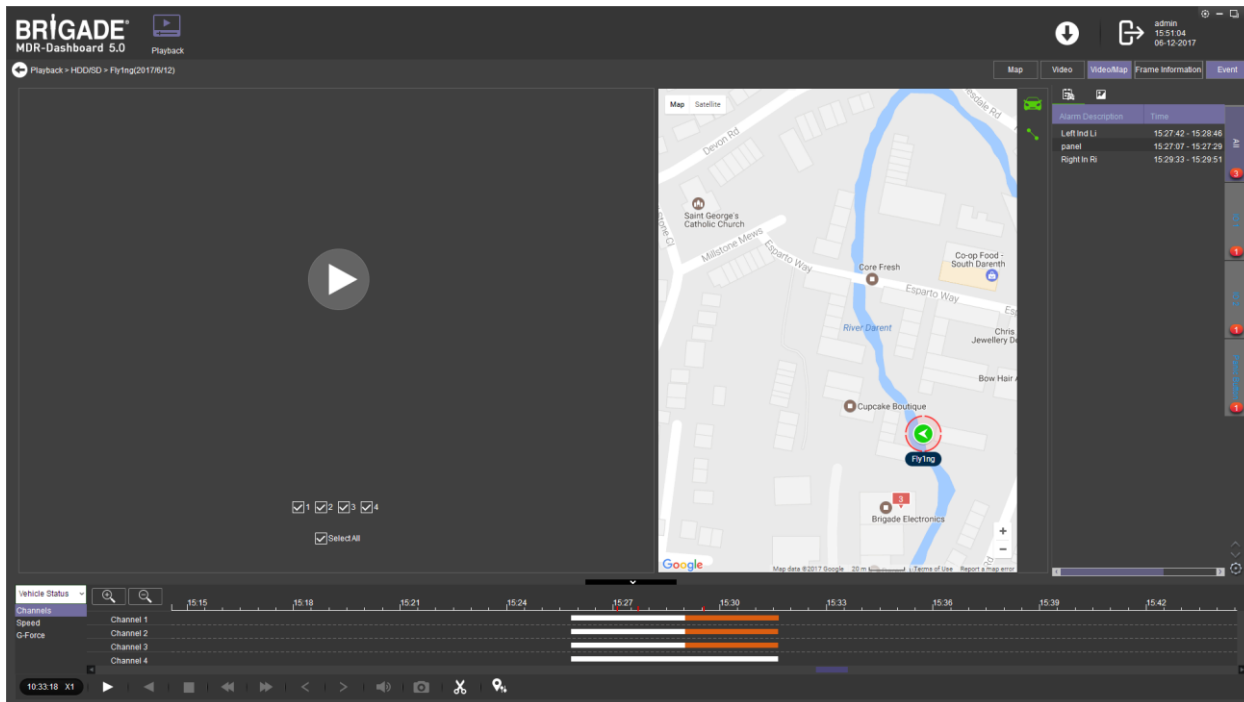 BRIGADE
MDR-Dashboard 5.0
Playback
admin
15:51:04
06-12-2017
Playback > HDD/SD > Fly1ng(2017/6/12)
Map
Video
Video/Map
Frame Information
Event
Map
Satellite
Devon Rd
Saint George's
Catholic Church
Millstone Mews
Esparto Way
Core Fresh
Co-op Food -
South Darenth
Esparto Way
River Darent
Chris
Jewellery De
Bow Hair
Cupcake Boutique
Fly1ng
3
Brigade Electronics
+
−
Google
Map data ©2017 Google
20 m
Terms of Use
Report a map error
Alarm Description
Time
Left Ind Li
15:27:42 - 15:28:46
panel
15:27:07 - 15:27:29
Right In Ri
15:29:33 - 15:29:51
All
3
1
1
1
1
2
3
4
Select All
Vehicle Status
Channels
Speed
G-Force
15:15
15:18
15:21
15:24
15:27
15:30
15:33
15:36
15:39
15:42
Channel 1
Channel 2
Channel 3
Channel 4
10:33:18 X1